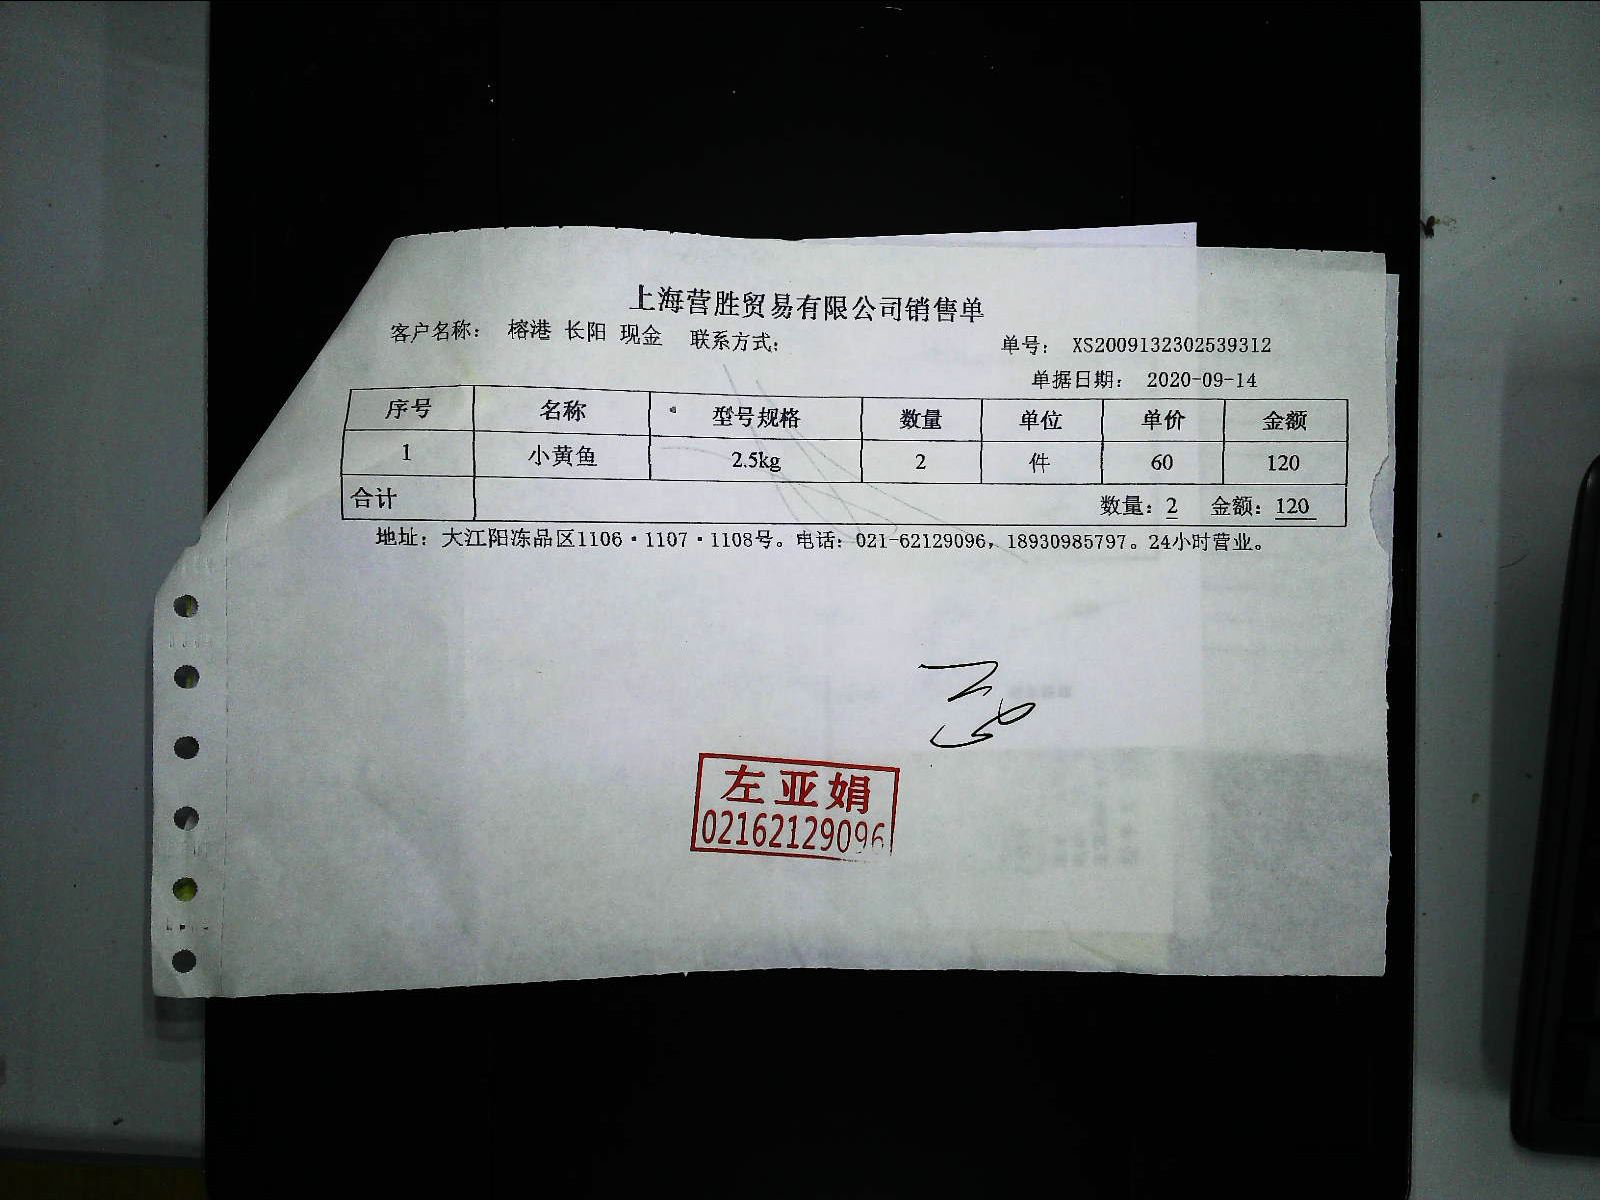 上海营胜贸易有限公司销售单
客户名称： 榕港 长阳 现金 联系方式： 单号： XS2009132302539312
单据日期： 2020-09-14
序号 名称 型号规格 数量 单位 单价 金额
1 小黄鱼 2.5kg 2 件 60 120
合计 数量：2 金额：120
地址：大江阳冻品区1106·1107·1108号。电话：021-62129096，18930985797。24小时营业。
左亚娟
02162129096